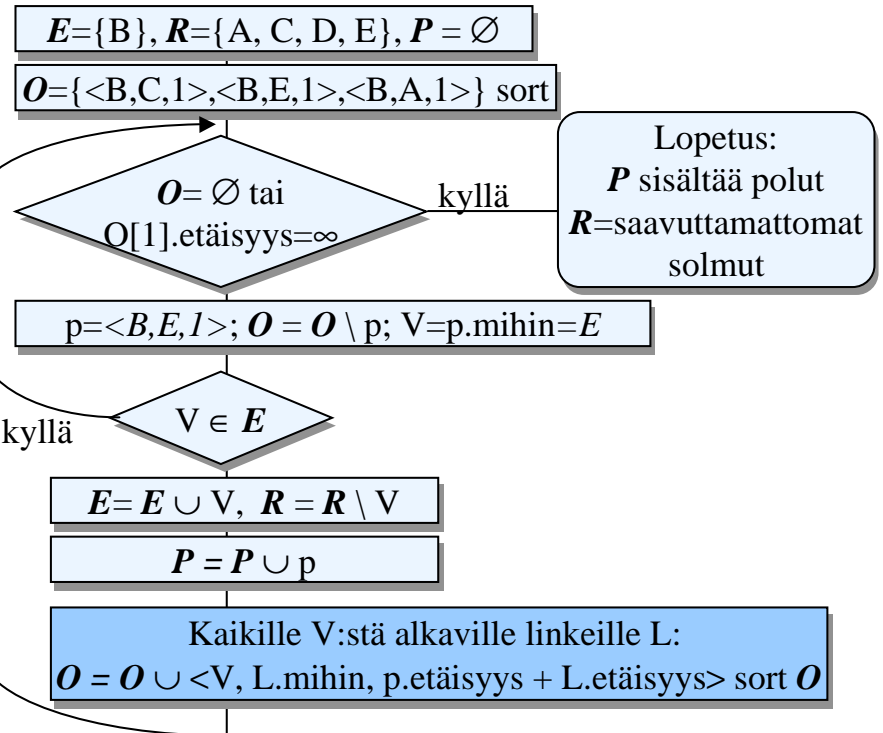 E={B}, R={A, C, D, E}, P = ∅
O={<B,C,1>,<B,E,1>,<B,A,1>} sort
O= ∅ tai
O[1].etäisyys=∞
kyllä
Lopetus:
P sisältää polut
R=saavuttamattomat
solmut
p=<B,E,1>; O = O \ p; V=p.mihin=E
V ∈ E
kyllä
E= E ∪ V, R = R \ V
P = P ∪ p
Kaikille V:stä alkaville linkeille L:
O = O ∪ <V, L.mihin, p.etäisyys + L.etäisyys> sort O